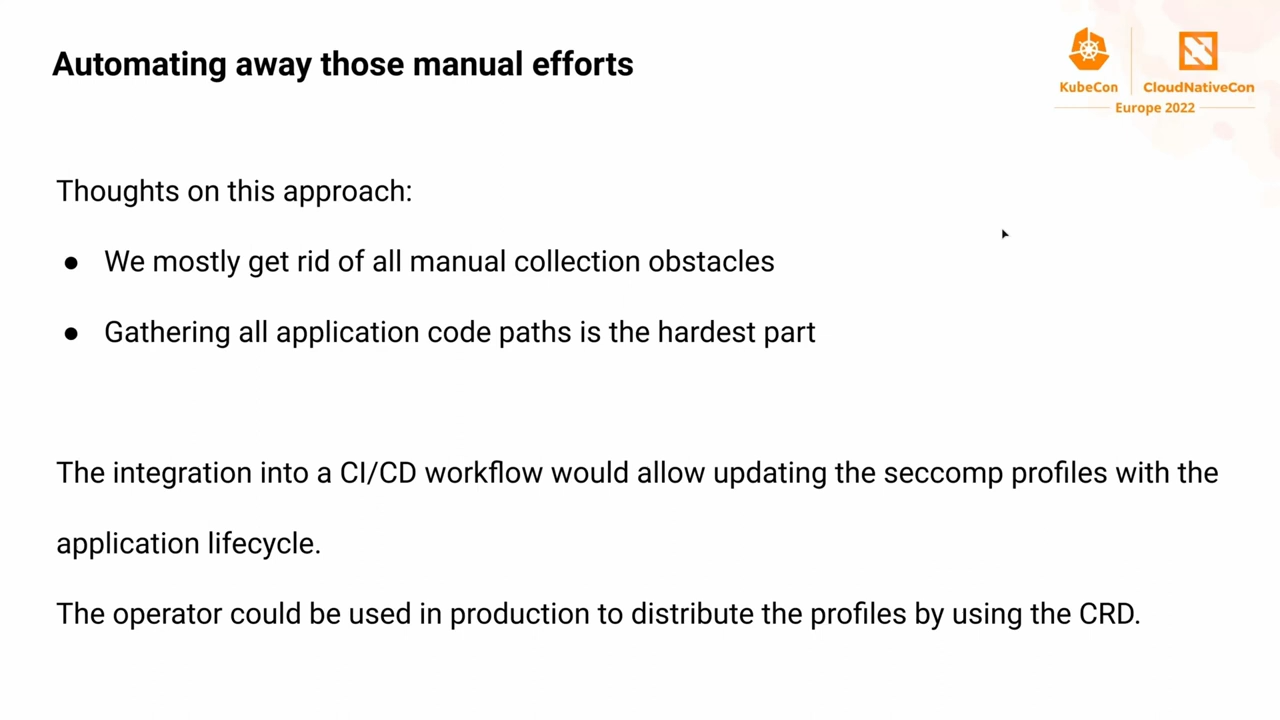 Automating away those manual efforts
KubeCon
CloudNativeCon
Europe 2022
Thoughts on this approach:
● We mostly get rid of all manual collection obstacles
● Gathering all application code paths is the hardest part
The integration into a CI/CD workflow would allow updating the seccomp profiles with the
application lifecycle.
The operator could be used in production to distribute the profiles by using the CRD.